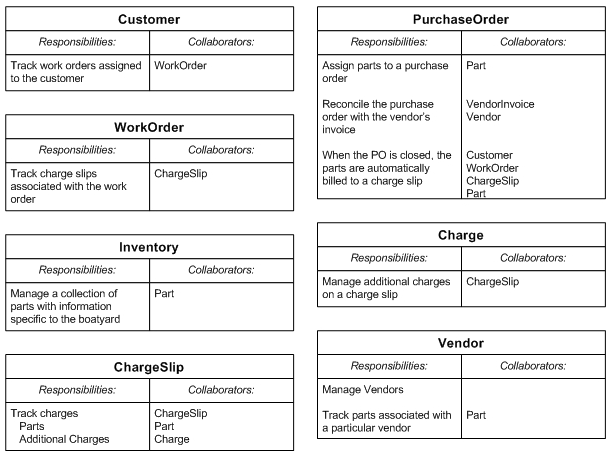 Customer
Responsibilities: Collaborators:
Track work orders assigned WorkOrder
to the customer
WorkOrder
Responsibilities: Collaborators:
Track charge slips ChargeSlip
associated with the work
order
Inventory
Responsibilities: Collaborators:
Manage a collection of Part
parts with information
specific to the boatyard
ChargeSlip
Responsibilities: Collaborators:
Track charges ChargeSlip
Parts Part
Additional Charges Charge
PurchaseOrder
Responsibilities: Collaborators:
Assign parts to a purchase Part
order
Reconcile the purchase VendorInvoice
order with the vendor's Vendor
invoice
When the PO is closed, the Customer
parts are automatically WorkOrder
billed to a charge slip ChargeSlip
Part
Charge
Responsibilities: Collaborators:
Manage additional charges ChargeSlip
on a charge slip
Vendor
Responsibilities: Collaborators:
Manage Vendors
Track parts associated with Part
a particular vendor